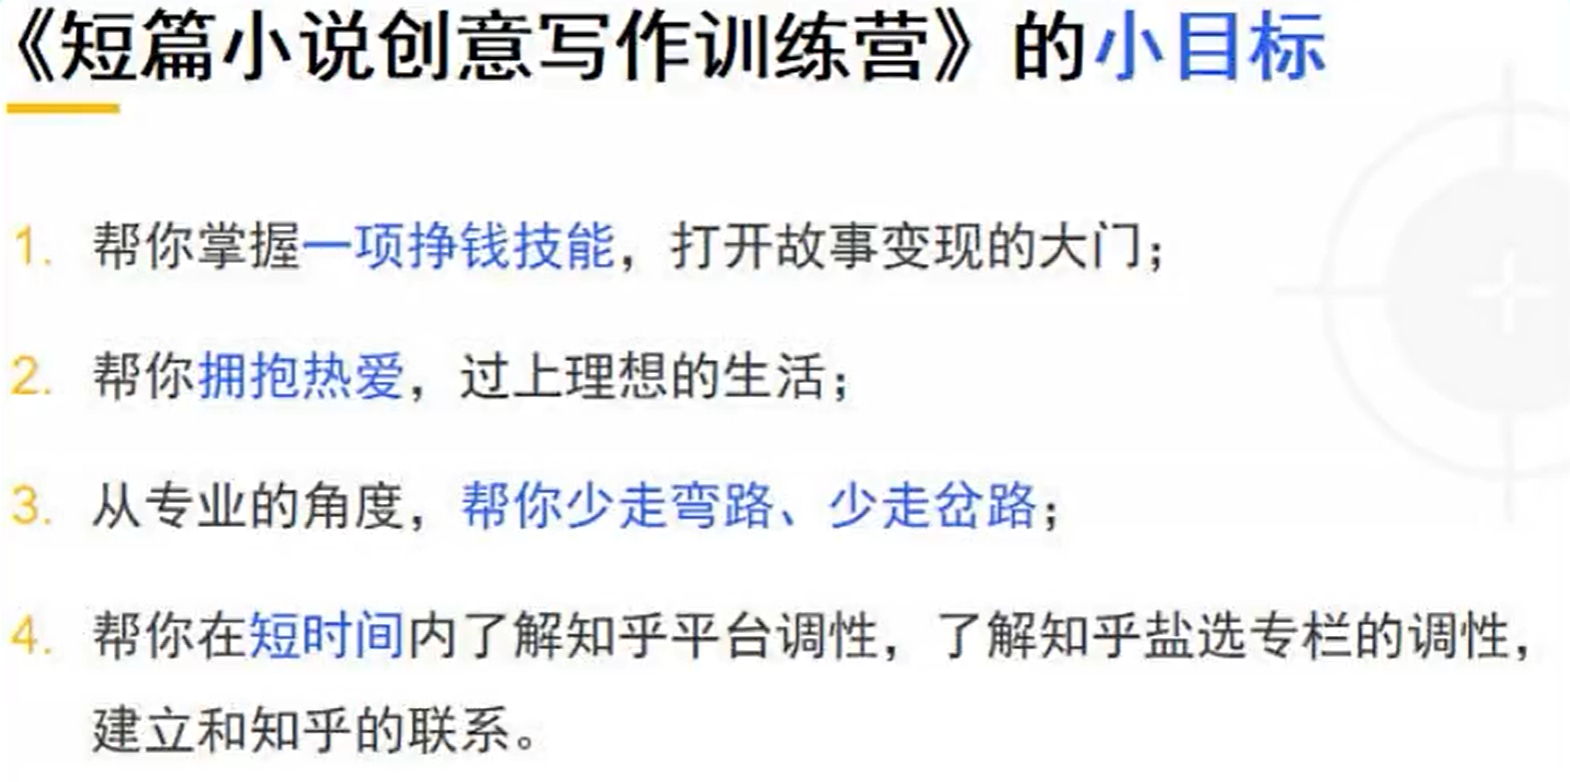 《短篇小说创意写作训练营》的小目标
1. 帮你掌握一项挣钱技能，打开故事变现的大门；
2. 帮你拥抱热爱，过上理想的生活；
3. 从专业的角度，帮你少走弯路、少走岔路；
4. 帮你在短时间内了解知乎平台调性，了解知乎盐选专栏的调性，
建立和知乎的联系。